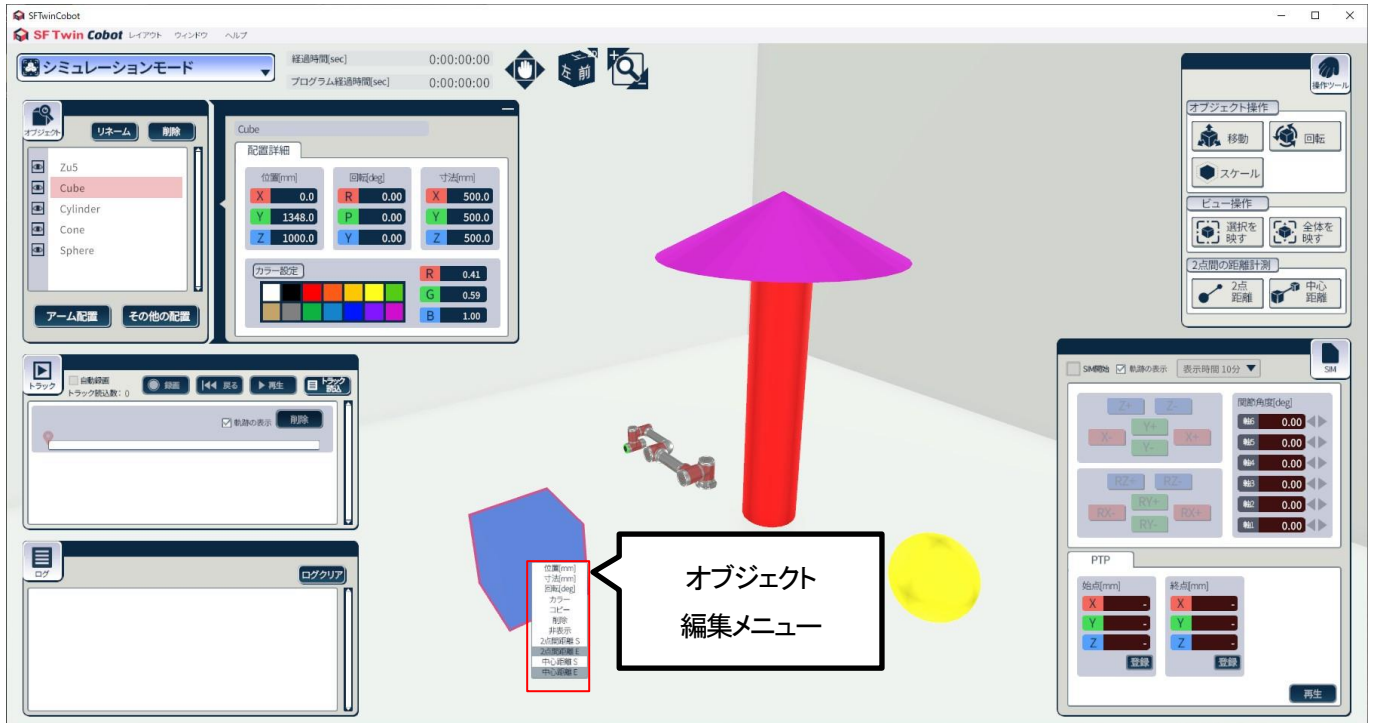 SFTwinCobot
SF Twin Cobot レイアウト ウィンドウ ヘルプ
シミュレーションモード
経過時間[sec] 0:00:00:00
プログラム経過時間[sec] 0:00:00:00
左 前
オブジェクト
リネーム 削除
Zu5
Cube
Cylinder
Cone
Sphere
アーム配置 その他の配置
Cube
配置詳細
位置[mm] 回転[deg] 寸法[mm]
X 0.0 R 0.00 X 500.0
Y 1348.0 P 0.00 Y 500.0
Z 1000.0 Y 0.00 Z 500.0
カラー設定
R 0.41
G 0.59
B 1.00
トラック
自動録画
トラック読込数: 0
録画 戻る 再生 トラック読込
軌跡の表示 削除
ログ
ログクリア
位置[mm]
寸法[mm]
回転[deg]
カラー
コピー
削除
非表示
2点間距離 S
2点間距離 E
中心距離 S
中心距離 E
オブジェクト
編集メニュー
操作ツール
オブジェクト操作
移動 回転
スケール
ビュー操作
選択を映す 全体を映す
2点間の距離計測
2点距離 中心距離
SIM
SIM開始 軌跡の表示 表示時間 10分
Z+ Z-
Y+
X- X+
Y-
RZ+ RZ-
RY+
RX- RX+
RY-
関節角度[deg]
軸6 0.00
軸5 0.00
軸4 0.00
軸3 0.00
軸2 0.00
軸1 0.00
PTP
始点[mm] 終点[mm]
X - X -
Y - Y -
Z - Z -
登録 登録
再生